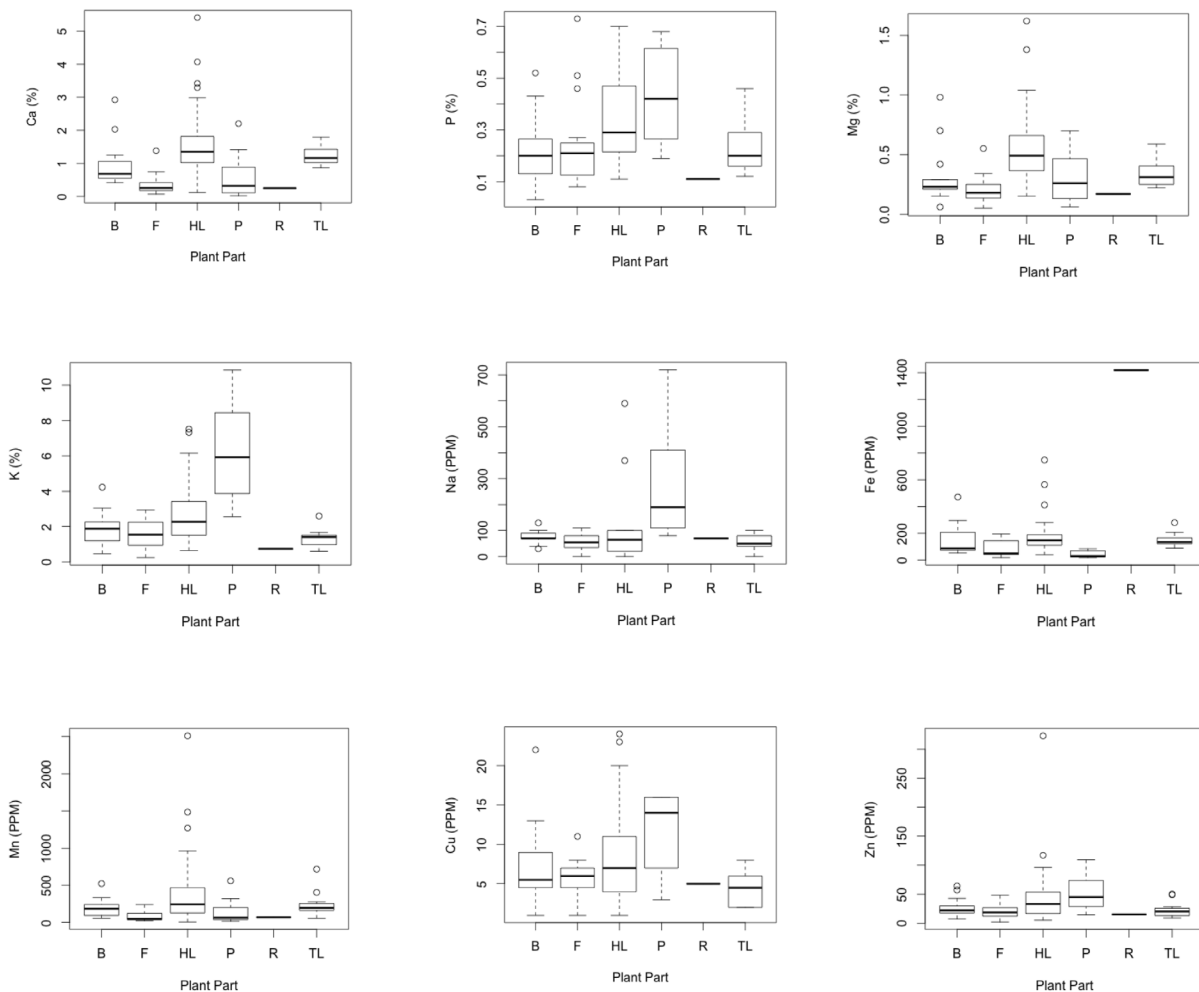 Ca (%)
0 1 2 3 4 5
B F HL P R TL
Plant Part
P (%)
0.1 0.3 0.5 0.7
B F HL P R TL
Plant Part
Mg (%)
0.0 0.5 1.0 1.5
B F HL P R TL
Plant Part
K (%)
0 2 4 6 8 10
B F HL P R TL
Plant Part
Na (PPM)
0 100 300 500 700
B F HL P R TL
Plant Part
Fe (PPM)
200 600 1000 1400
B F HL P R TL
Plant Part
Mn (PPM)
0 500 1000 2000
B F HL P R TL
Plant Part
Cu (PPM)
5 10 15 20
B F HL P R TL
Plant Part
Zn (PPM)
0 50 150 250
B F HL P R TL
Plant Part